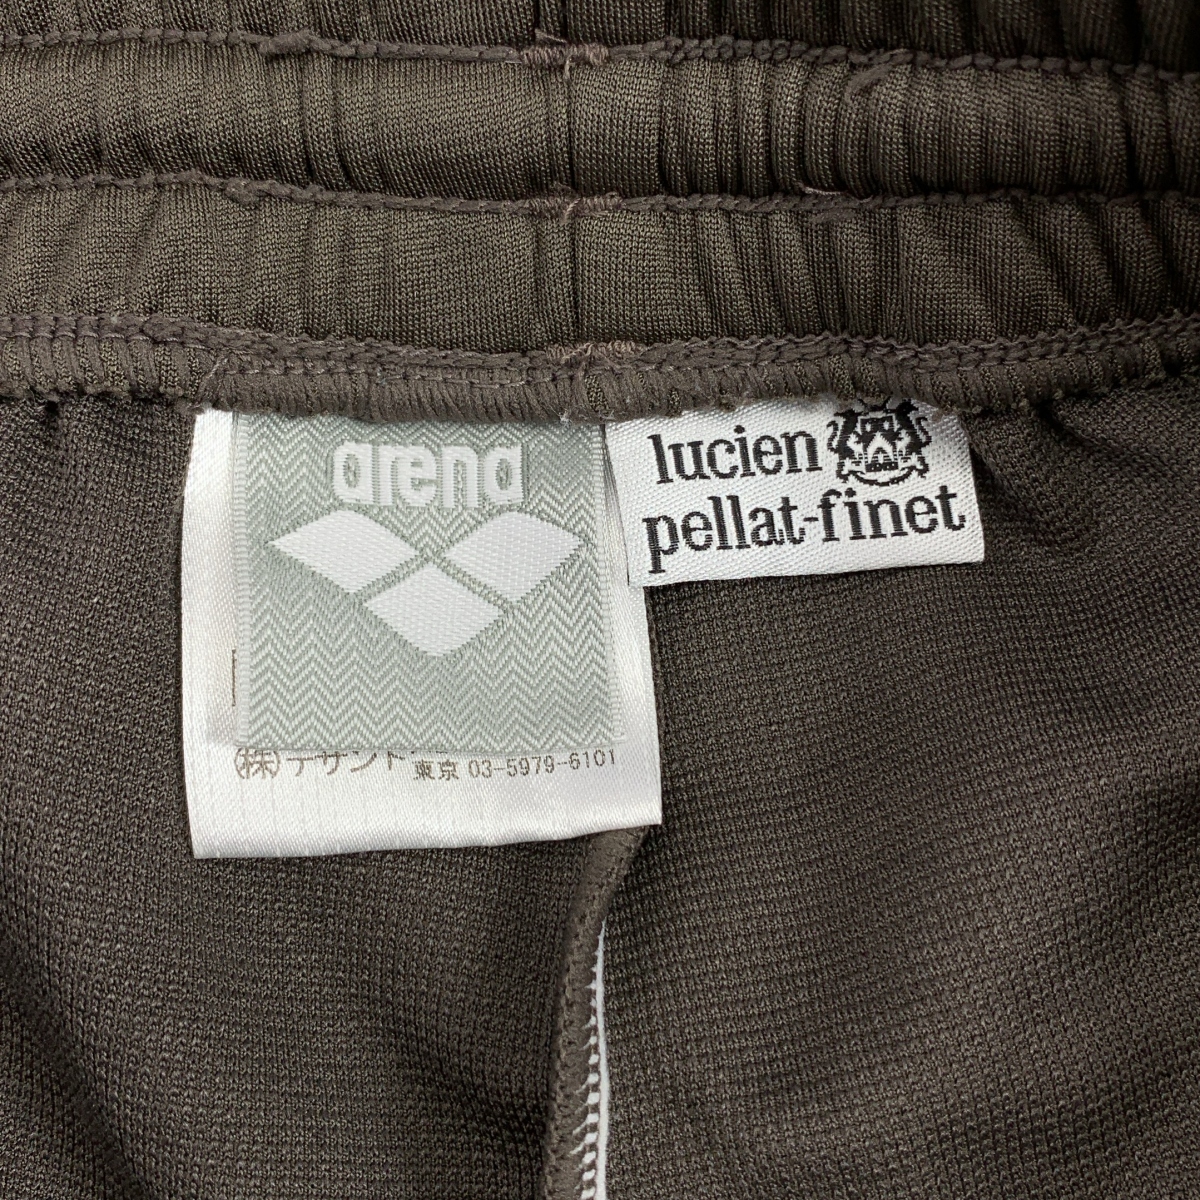 arena
lucien
pellat-finet
(株)デサント 東京 03-5979-6101